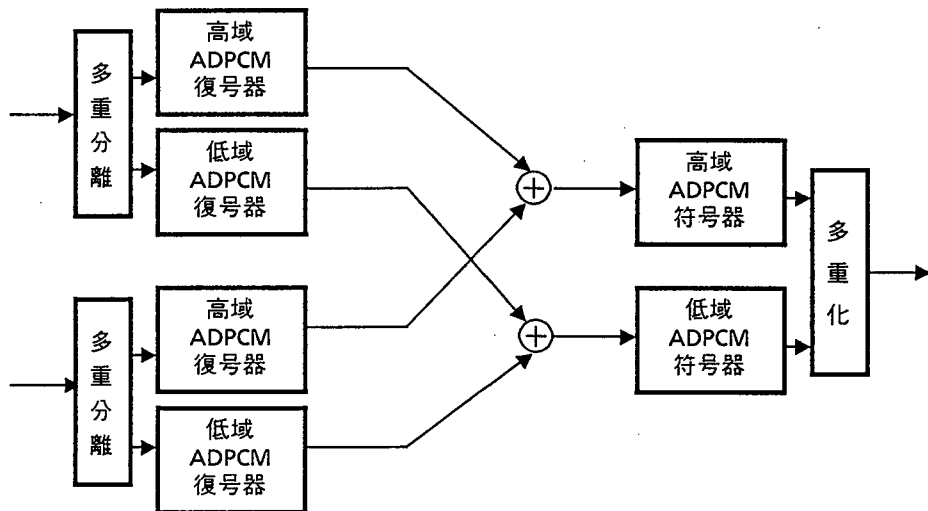 多重分離
高域
ADPCM
復号器
低域
ADPCM
復号器
多重分離
高域
ADPCM
復号器
低域
ADPCM
復号器
高域
ADPCM
符号器
低域
ADPCM
符号器
多重化